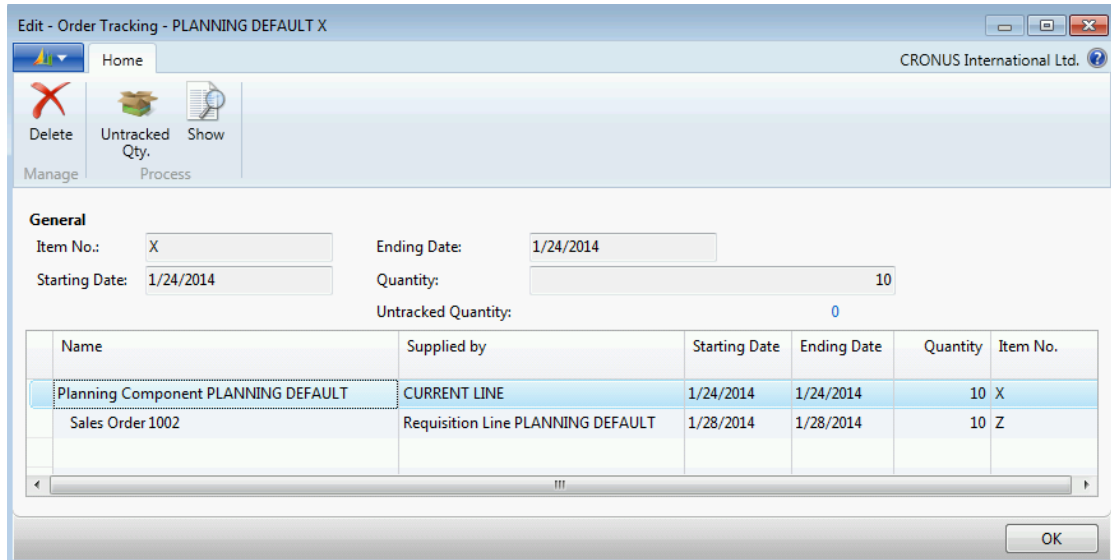 Edit - Order Tracking - PLANNING DEFAULT X
Home
CRONUS International Ltd.
Delete
Untracked Qty.
Show
Manage
Process
General
Item No.: X
Ending Date: 1/24/2014
Starting Date: 1/24/2014
Quantity: 10
Untracked Quantity: 0
Name Supplied by Starting Date Ending Date Quantity Item No.
Planning Component PLANNING DEFAULT CURRENT LINE 1/24/2014 1/24/2014 10 X
Sales Order 1002 Requisition Line PLANNING DEFAULT 1/28/2014 1/28/2014 10 Z
OK